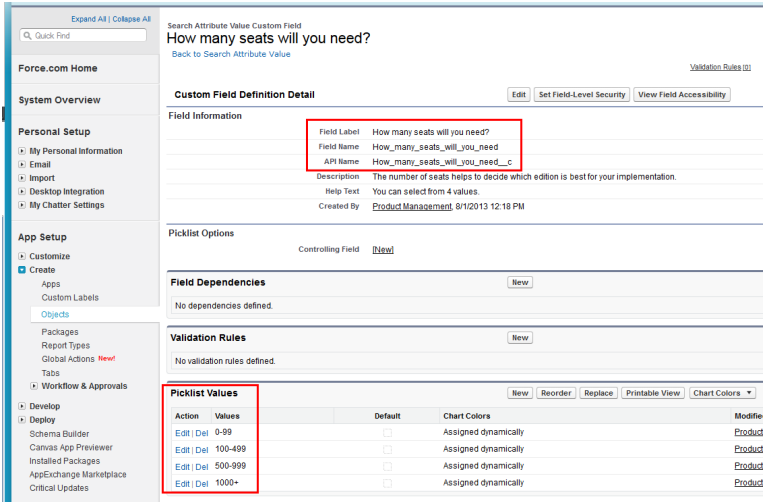 Expand All | Collapse All
Quick Find
Force.com Home
System Overview
Personal Setup
My Personal Information
Email
Import
Desktop Integration
My Chatter Settings
App Setup
Customize
Create
Apps
Custom Labels
Objects
Packages
Report Types
Global Actions New!
Tabs
Workflow & Approvals
Develop
Deploy
Schema Builder
Canvas App Previewer
Installed Packages
AppExchange Marketplace
Critical Updates
Search Attribute Value Custom Field
How many seats will you need?
Back to Search Attribute Value
Validation Rules [0]
Custom Field Definition Detail Edit Set Field-Level Security View Field Accessibility
Field Information
Field Label How many seats will you need?
Field Name How_many_seats_will_you_need
API Name How_many_seats_will_you_need__c
Description The number of seats helps to decide which edition is best for your implementation.
Help Text You can select from 4 values.
Created By Product Management, 8/1/2013 12:18 PM
Picklist Options
Controlling Field [New]
Field Dependencies New
No dependencies defined.
Validation Rules New
No validation rules defined.
Picklist Values New Reorder Replace Printable View Chart Colors ▼
Action Values Default Chart Colors Modifie
Edit | Del 0-99 Assigned dynamically Product
Edit | Del 100-499 Assigned dynamically Product
Edit | Del 500-999 Assigned dynamically Product
Edit | Del 1000+ Assigned dynamically Product